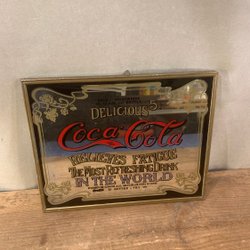 DELICIOUS
Coca-Cola
RELIEVES FATIGUE
THE MOST REFRESHING DRINK
IN THE WORLD